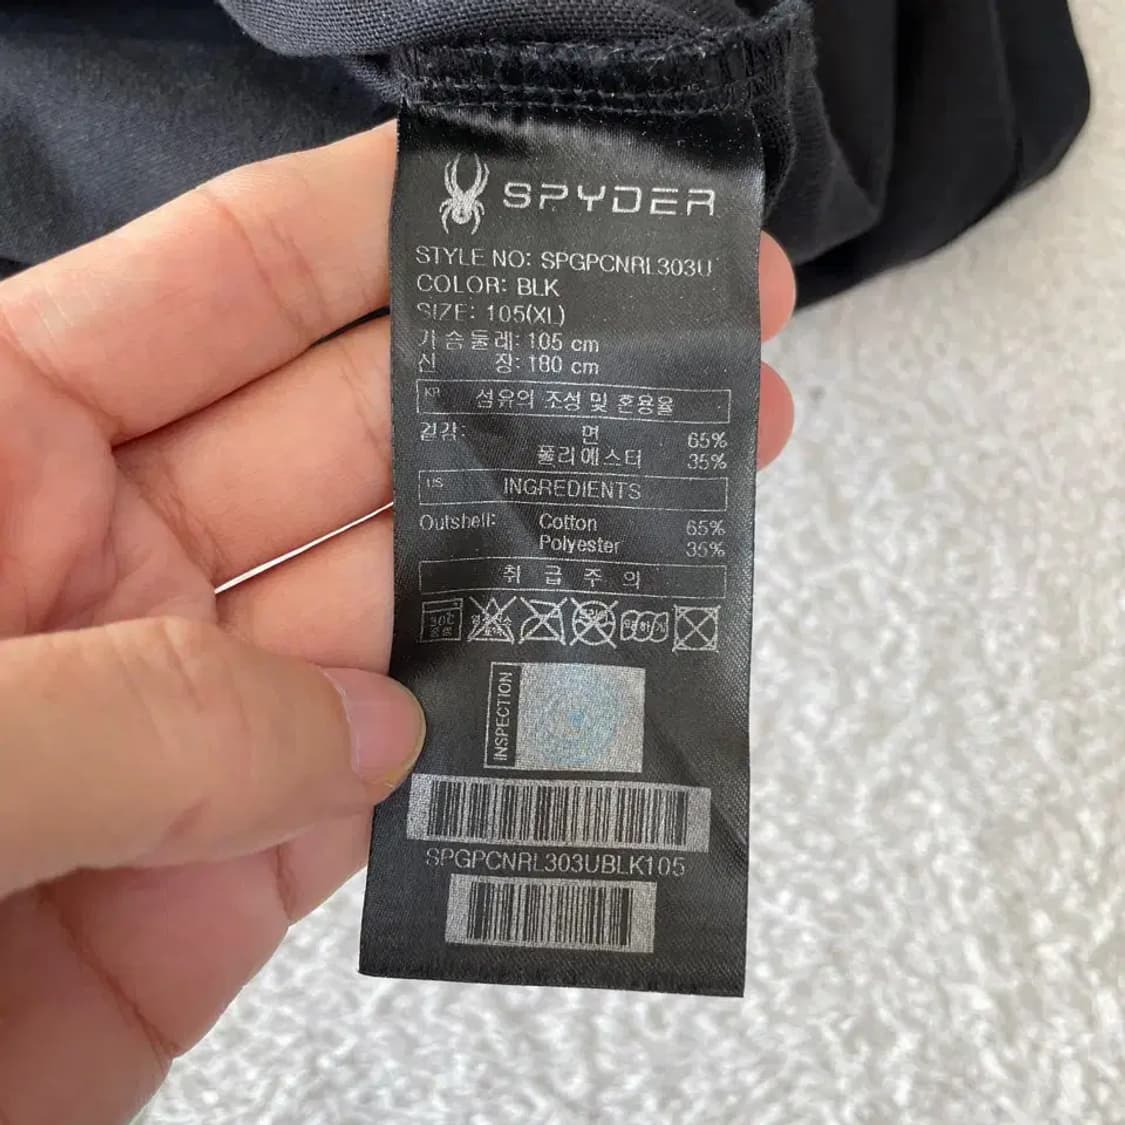 SPYDER
STYLE NO: SPGPCNRL303U
COLOR: BLK
SIZE: 105(XL)
가슴둘레: 105 cm
신 장: 180 cm
KR 섬유의 조성 및 혼용율
겉감: 면 65%
폴리에스터 35%
US INGREDIENTS
Outshell: Cotton 65%
Polyester 35%
취 급 주 의
INSPECTION
SPGPCNRL303UBLK105